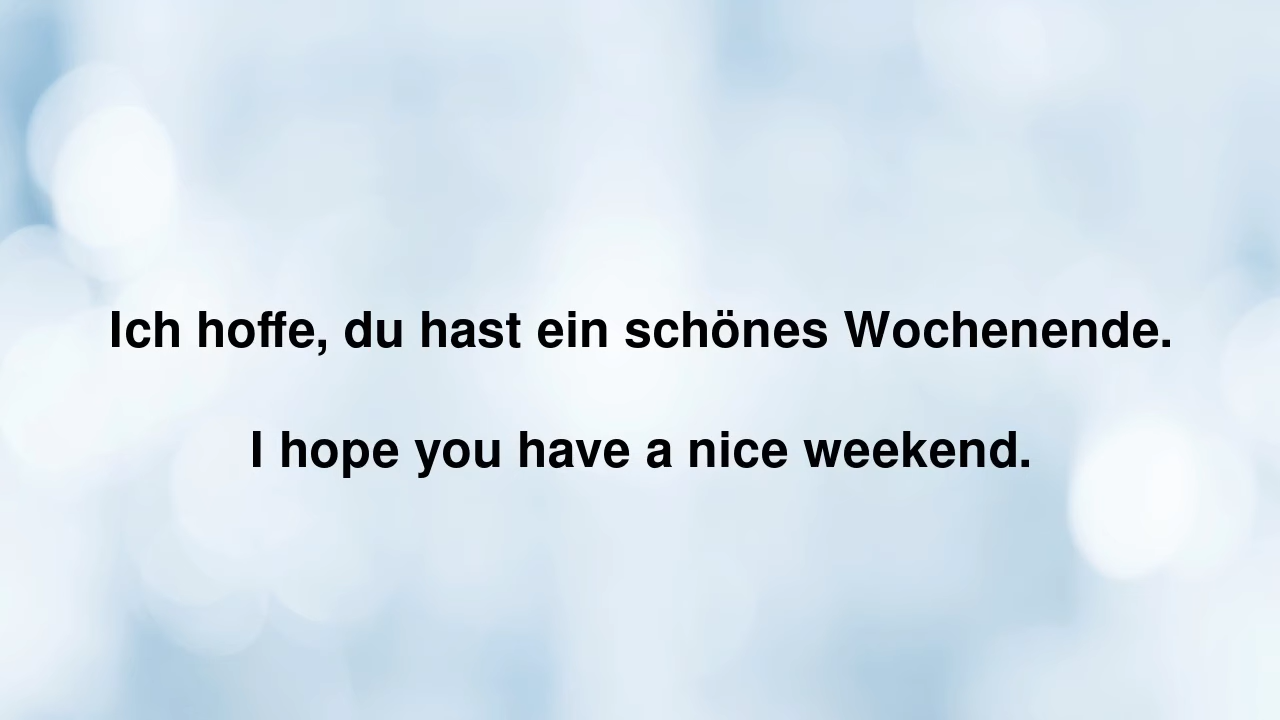 Ich hoffe, du hast ein schönes Wochenende.
I hope you have a nice weekend.